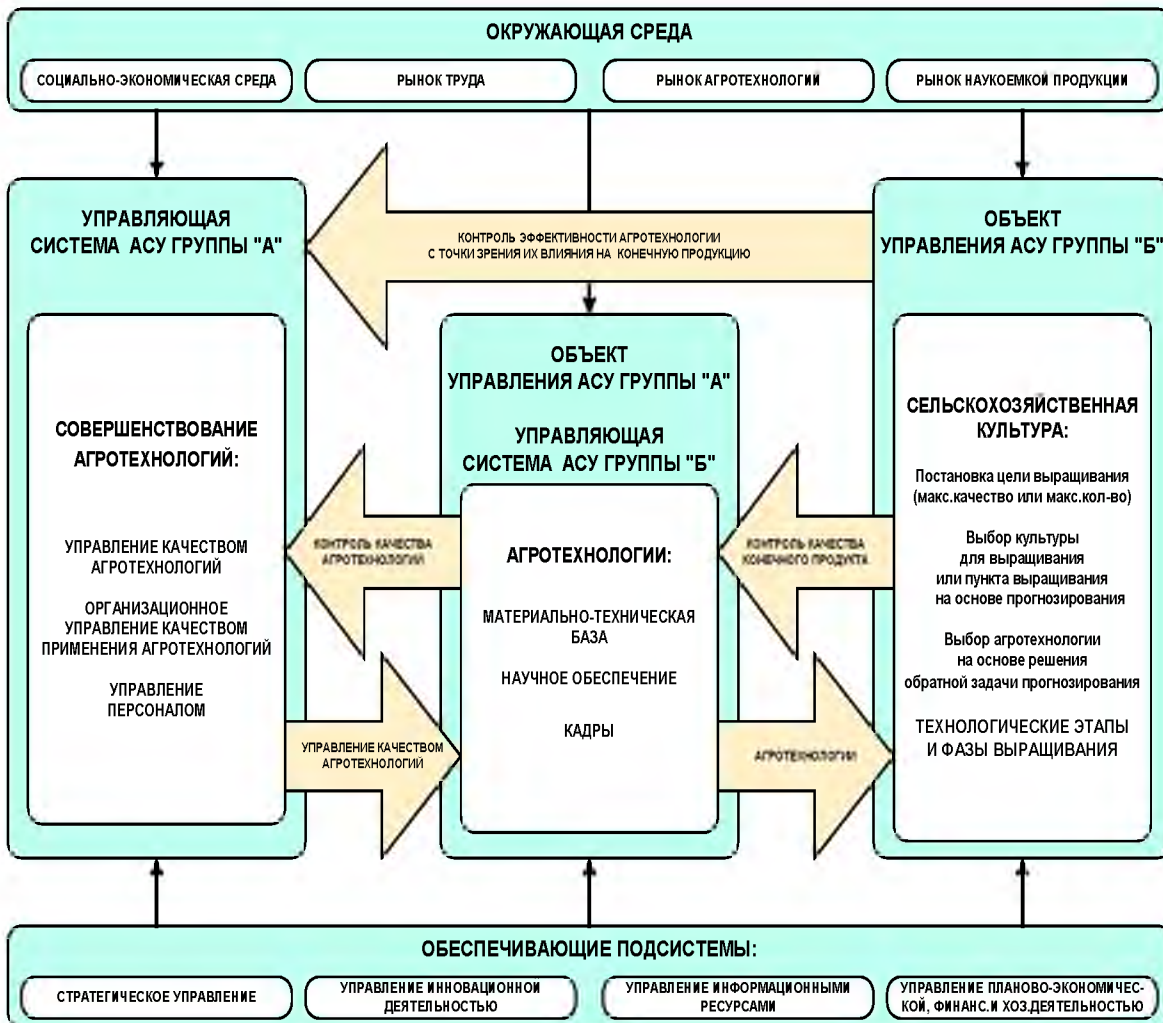 ОКРУЖАЮЩАЯ СРЕДА
СОЦИАЛЬНО-ЭКОНОМИЧЕСКАЯ СРЕДА
РЫНОК ТРУДА
РЫНОК АГРОТЕХНОЛОГИЙ
РЫНОК НАУКОЕМКОЙ ПРОДУКЦИИ
УПРАВЛЯЮЩАЯ
СИСТЕМА АСУ ГРУППЫ "А"
СОВЕРШЕНСТВОВАНИЕ
АГРОТЕХНОЛОГИЙ:
УПРАВЛЕНИЕ КАЧЕСТВОМ
АГРОТЕХНОЛОГИЙ
ОРГАНИЗАЦИОННОЕ
УПРАВЛЕНИЕ КАЧЕСТВОМ
ПРИМЕНЕНИЯ АГРОТЕХНОЛОГИЙ
УПРАВЛЕНИЕ
ПЕРСОНАЛОМ
КОНТРОЛЬ ЭФФЕКТИВНОСТИ АГРОТЕХНОЛОГИИ
С ТОЧКИ ЗРЕНИЯ ИХ ВЛИЯНИЯ НА КОНЕЧНУЮ ПРОДУКЦИЮ
КОНТРОЛЬ КАЧЕСТВА
АГРОТЕХНОЛОГИЙ
УПРАВЛЕНИЕ КАЧЕСТВОМ
АГРОТЕХНОЛОГИЙ
ОБЪЕКТ
УПРАВЛЕНИЯ АСУ ГРУППЫ "А"
УПРАВЛЯЮЩАЯ
СИСТЕМА АСУ ГРУППЫ "Б"
АГРОТЕХНОЛОГИИ:
МАТЕРИАЛЬНО-ТЕХНИЧЕСКАЯ
БАЗА
НАУЧНОЕ ОБЕСПЕЧЕНИЕ
КАДРЫ
КОНТРОЛЬ КАЧЕСТВА
КОНЕЧНОГО ПРОДУКТА
АГРОТЕХНОЛОГИИ
ОБЪЕКТ
УПРАВЛЕНИЯ АСУ ГРУППЫ "Б"
СЕЛЬСКОХОЗЯЙСТВЕННАЯ
КУЛЬТУРА:
Постановка цели выращивания
(макс.качество или макс.кол-во)
Выбор культуры
для выращивания
или пункта выращивания
на основе прогнозирования
Выбор агротехнологии
на основе решения
обратной задачи прогнозирования
ТЕХНОЛОГИЧЕСКИЕ ЭТАПЫ
И ФАЗЫ ВЫРАЩИВАНИЯ
ОБЕСПЕЧИВАЮЩИЕ ПОДСИСТЕМЫ:
СТРАТЕГИЧЕСКОЕ УПРАВЛЕНИЕ
УПРАВЛЕНИЕ ИННОВАЦИОННОЙ
ДЕЯТЕЛЬНОСТЬЮ
УПРАВЛЕНИЕ ИНФОРМАЦИОННЫМИ
РЕСУРСАМИ
УПРАВЛЕНИЕ ПЛАНОВО-ЭКОНОМИЧЕС-
КОЙ, ФИНАНС.И ХОЗ.ДЕЯТЕЛЬНОСТЬЮ